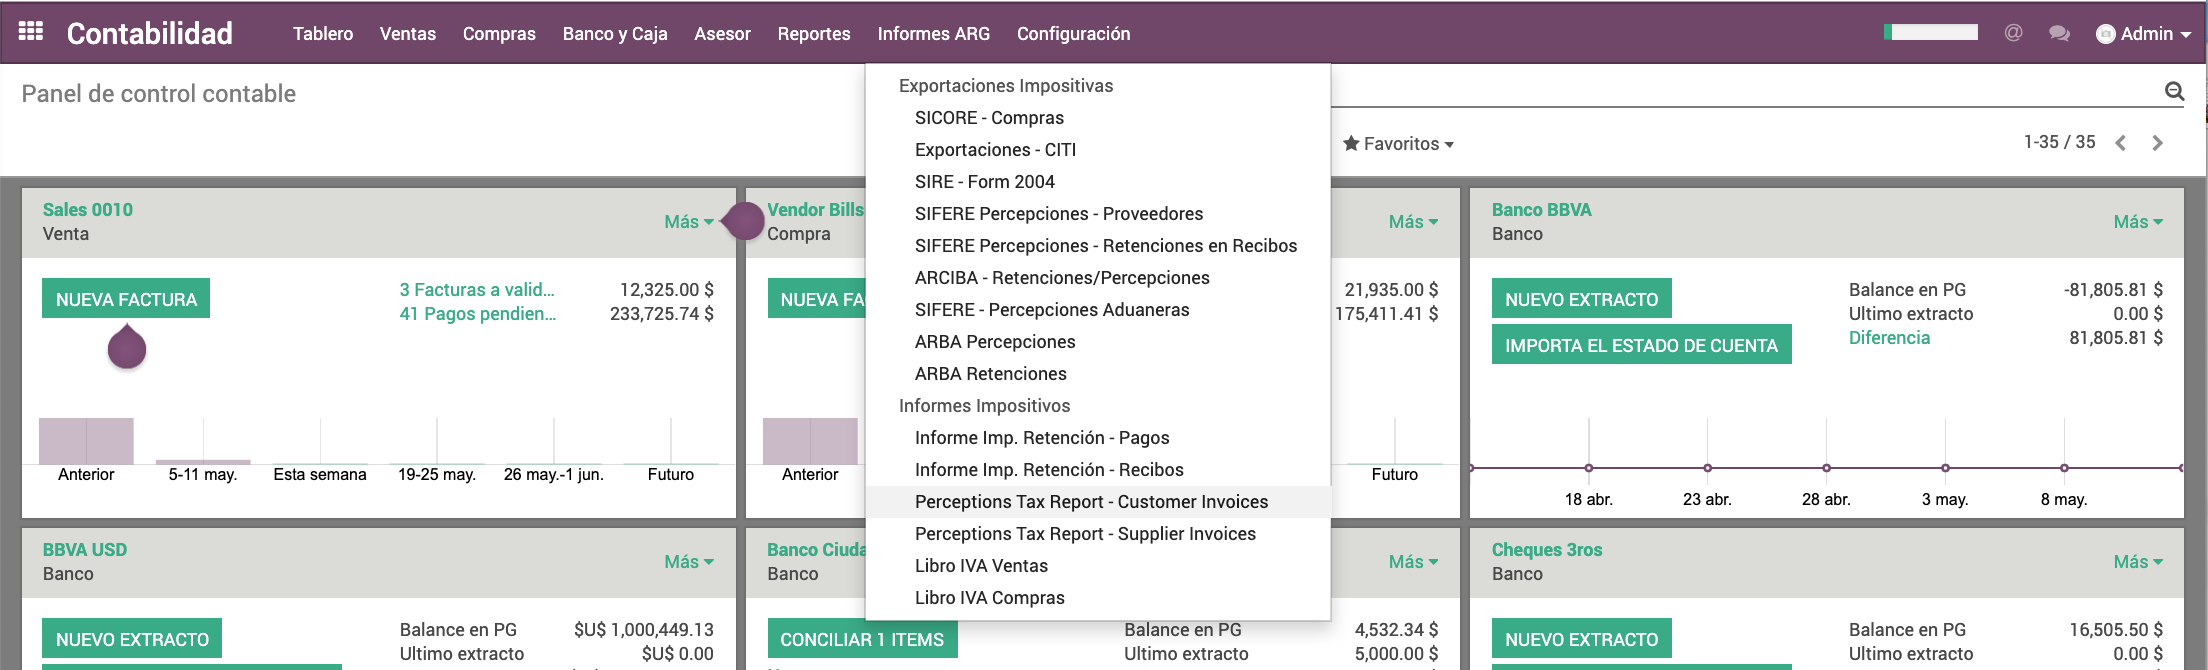 Contabilidad
Tablero
Ventas
Compras
Banco y Caja
Asesor
Reportes
Informes ARG
Configuración
@
Admin
Panel de control contable
Favoritos
1-35 / 35
Exportaciones Impositivas
SICORE - Compras
Exportaciones - CITI
SIRE - Form 2004
SIFERE Percepciones - Proveedores
SIFERE Percepciones - Retenciones en Recibos
ARCIBA - Retenciones/Percepciones
SIFERE - Percepciones Aduaneras
ARBA Percepciones
ARBA Retenciones
Informes Impositivos
Informe Imp. Retención - Pagos
Informe Imp. Retención - Recibos
Perceptions Tax Report - Customer Invoices
Perceptions Tax Report - Supplier Invoices
Libro IVA Ventas
Libro IVA Compras
Sales 0010
Venta
Más
NUEVA FACTURA
3 Facturas a valid... 12,325.00 $
41 Pagos pendien... 233,725.74 $
Anterior 5-11 may. Esta semana 19-25 may. 26 may.-1 jun. Futuro
Vendor Bills
Compra
Más
NUEVA FA
21,935.00 $
175,411.41 $
Anterior
Futuro
Banco BBVA
Banco
Más
NUEVO EXTRACTO
IMPORTA EL ESTADO DE CUENTA
Balance en PG -81,805.81 $
Ultimo extracto 0.00 $
Diferencia 81,805.81 $
18 abr. 23 abr. 28 abr. 3 may. 8 may.
BBVA USD
Banco
Más
NUEVO EXTRACTO
Balance en PG $U$ 1,000,449.13
Ultimo extracto $U$ 0.00
Banco Ciuda
Banco
Más
CONCILIAR 1 ITEMS
Balance en PG 4,532.34 $
Ultimo extracto 5,000.00 $
Cheques 3ros
Banco
Más
NUEVO EXTRACTO
Balance en PG 16,505.50 $
Ultimo extracto 0.00 $